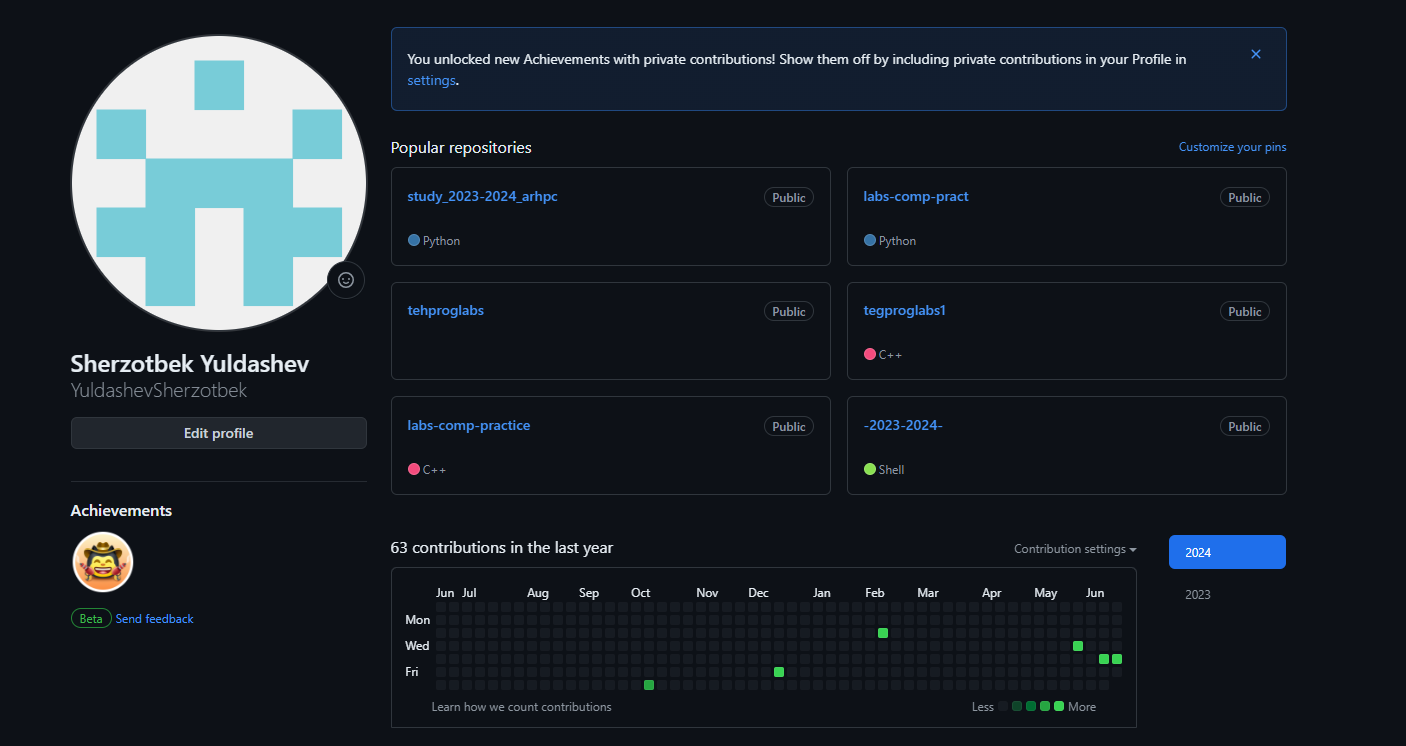 You unlocked new Achievements with private contributions! Show them off by including private contributions in your Profile in
settings.
Popular repositories
Customize your pins
study_2023-2024_arhpc
Public
Python
labs-comp-pract
Public
Python
tehproglabs
Public
tegproglabs1
Public
C++
labs-comp-practice
Public
C++
-2023-2024-
Public
Shell
Sherzotbek Yuldashev
YuldashevSherzotbek
Edit profile
Achievements
Beta Send feedback
63 contributions in the last year
Contribution settings
2024
2023
Jun Jul Aug Sep Oct Nov Dec Jan Feb Mar Apr May Jun
Mon
Wed
Fri
Learn how we count contributions
Less More